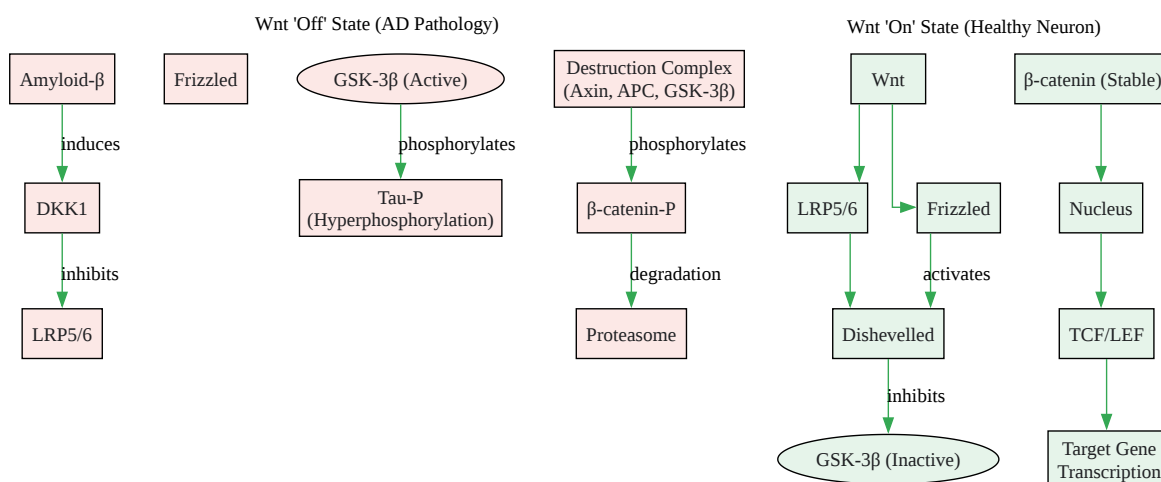 Wnt 'Off' State (AD Pathology)
Amyloid-β
Frizzled
GSK-3β (Active)
Destruction Complex
(Axin, APC, GSK-3β)
induces
phosphorylates
phosphorylates
DKK1
Tau-P
(Hyperphosphorylation)
β-catenin-P
inhibits
degradation
LRP5/6
Proteasome
Wnt 'On' State (Healthy Neuron)
Wnt
β-catenin (Stable)
LRP5/6
Frizzled
Nucleus
activates
Dishevelled
TCF/LEF
inhibits
GSK-3β (Inactive)
Target Gene
Transcription